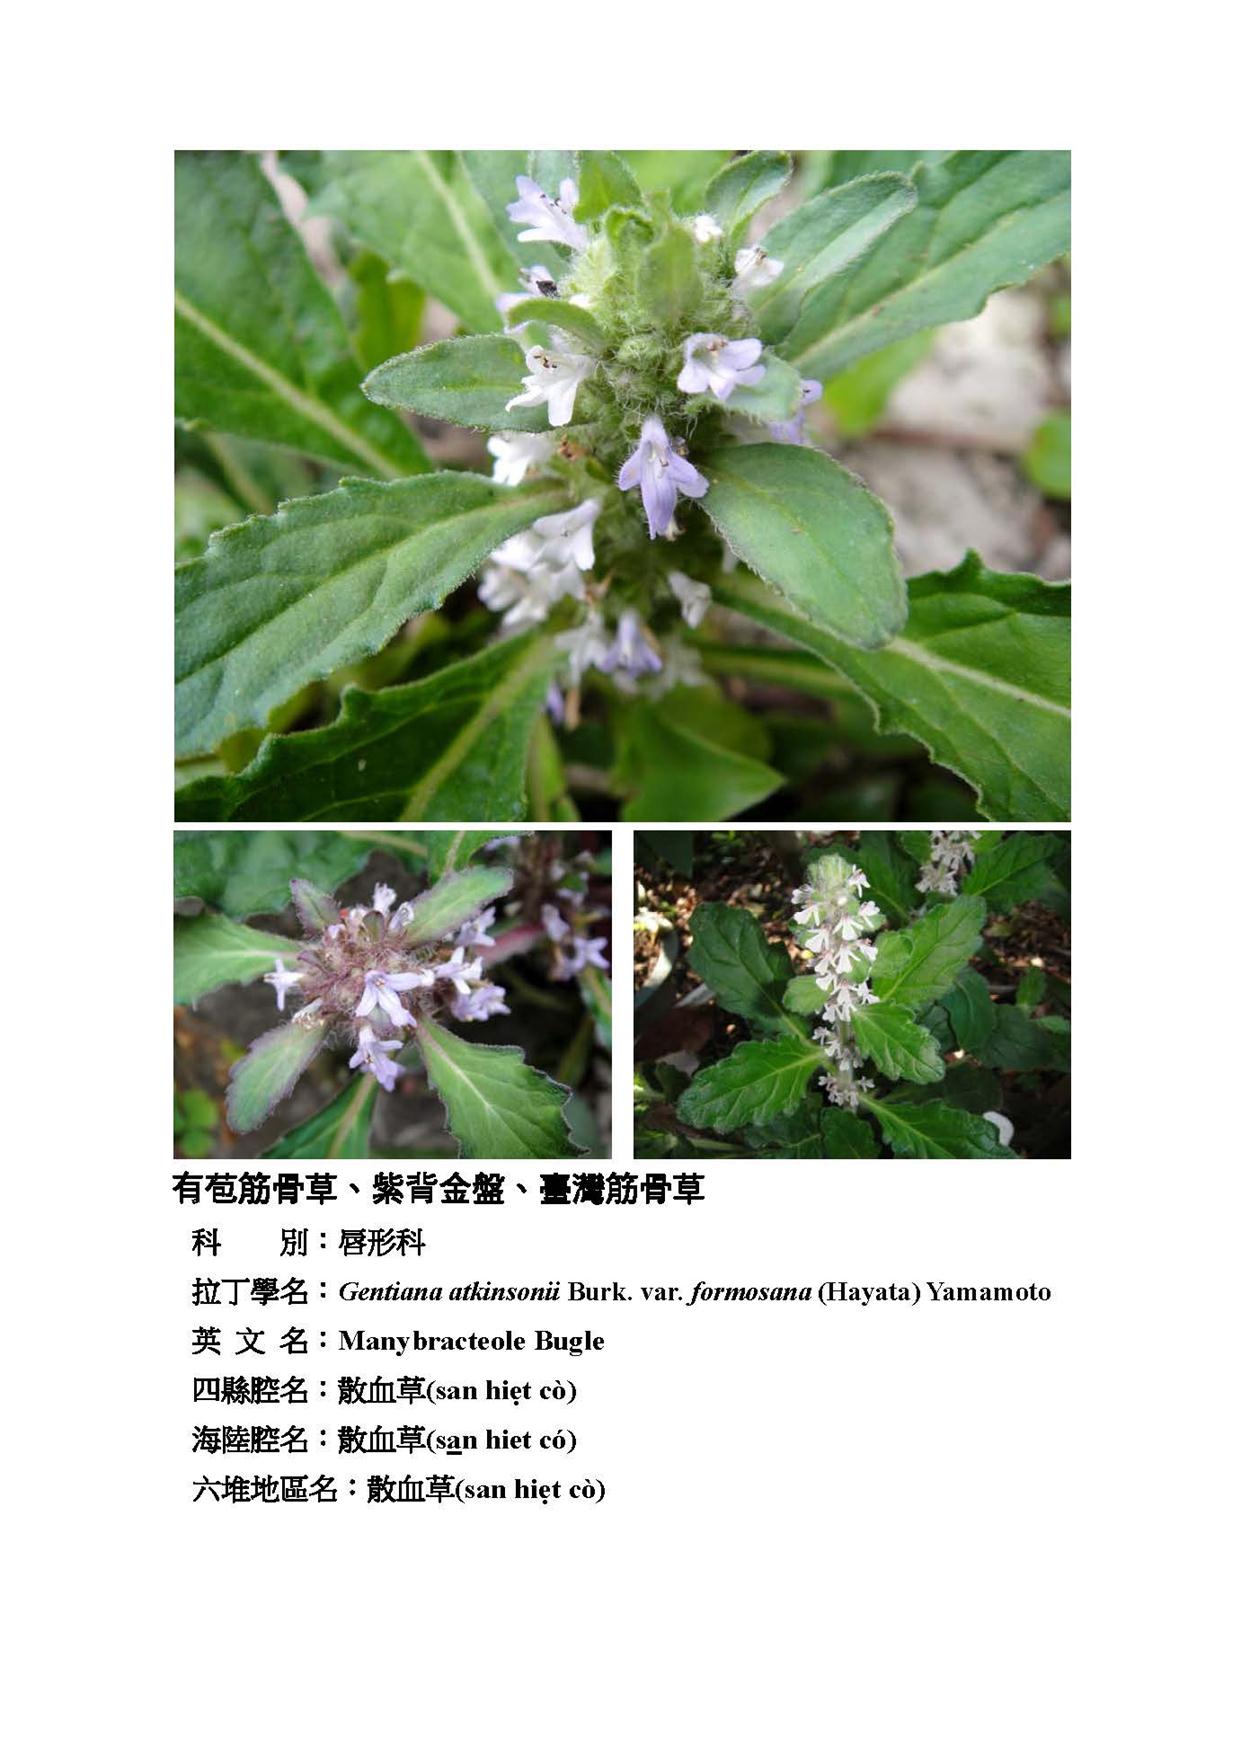 有苞筋骨草、紫背金盤、臺灣筋骨草
科　　別：唇形科
拉丁學名：Gentiana atkinsonii Burk. var. formosana (Hayata) Yamamoto
英 文 名：Manybracteole Bugle
四縣腔名：散血草(san hiẹt cò)
海陸腔名：散血草(sa̲n hiet có)
六堆地區名：散血草(san hiẹt cò)